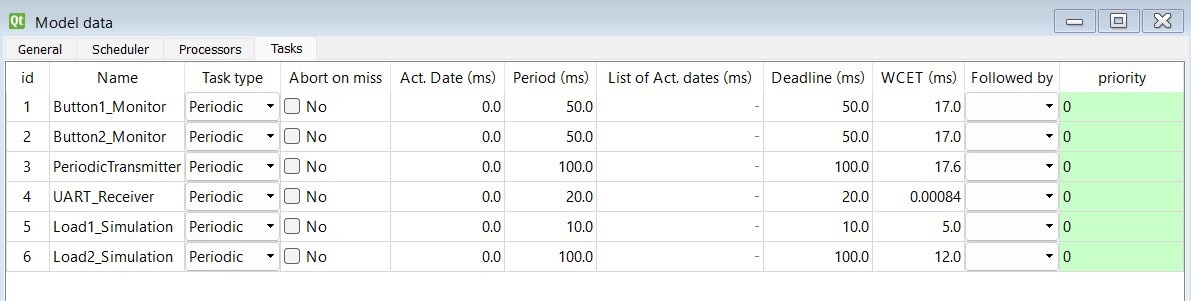 Qt Model data
General Scheduler Processors Tasks
id Name Task type Abort on miss Act. Date (ms) Period (ms) List of Act. dates (ms) Deadline (ms) WCET (ms) Followed by priority
1 Button1_Monitor Periodic No 0.0 50.0 - 50.0 17.0 0
2 Button2_Monitor Periodic No 0.0 50.0 - 50.0 17.0 0
3 PeriodicTransmitter Periodic No 0.0 100.0 - 100.0 17.6 0
4 UART_Receiver Periodic No 0.0 20.0 - 20.0 0.00084 0
5 Load1_Simulation Periodic No 0.0 10.0 - 10.0 5.0 0
6 Load2_Simulation Periodic No 0.0 100.0 - 100.0 12.0 0